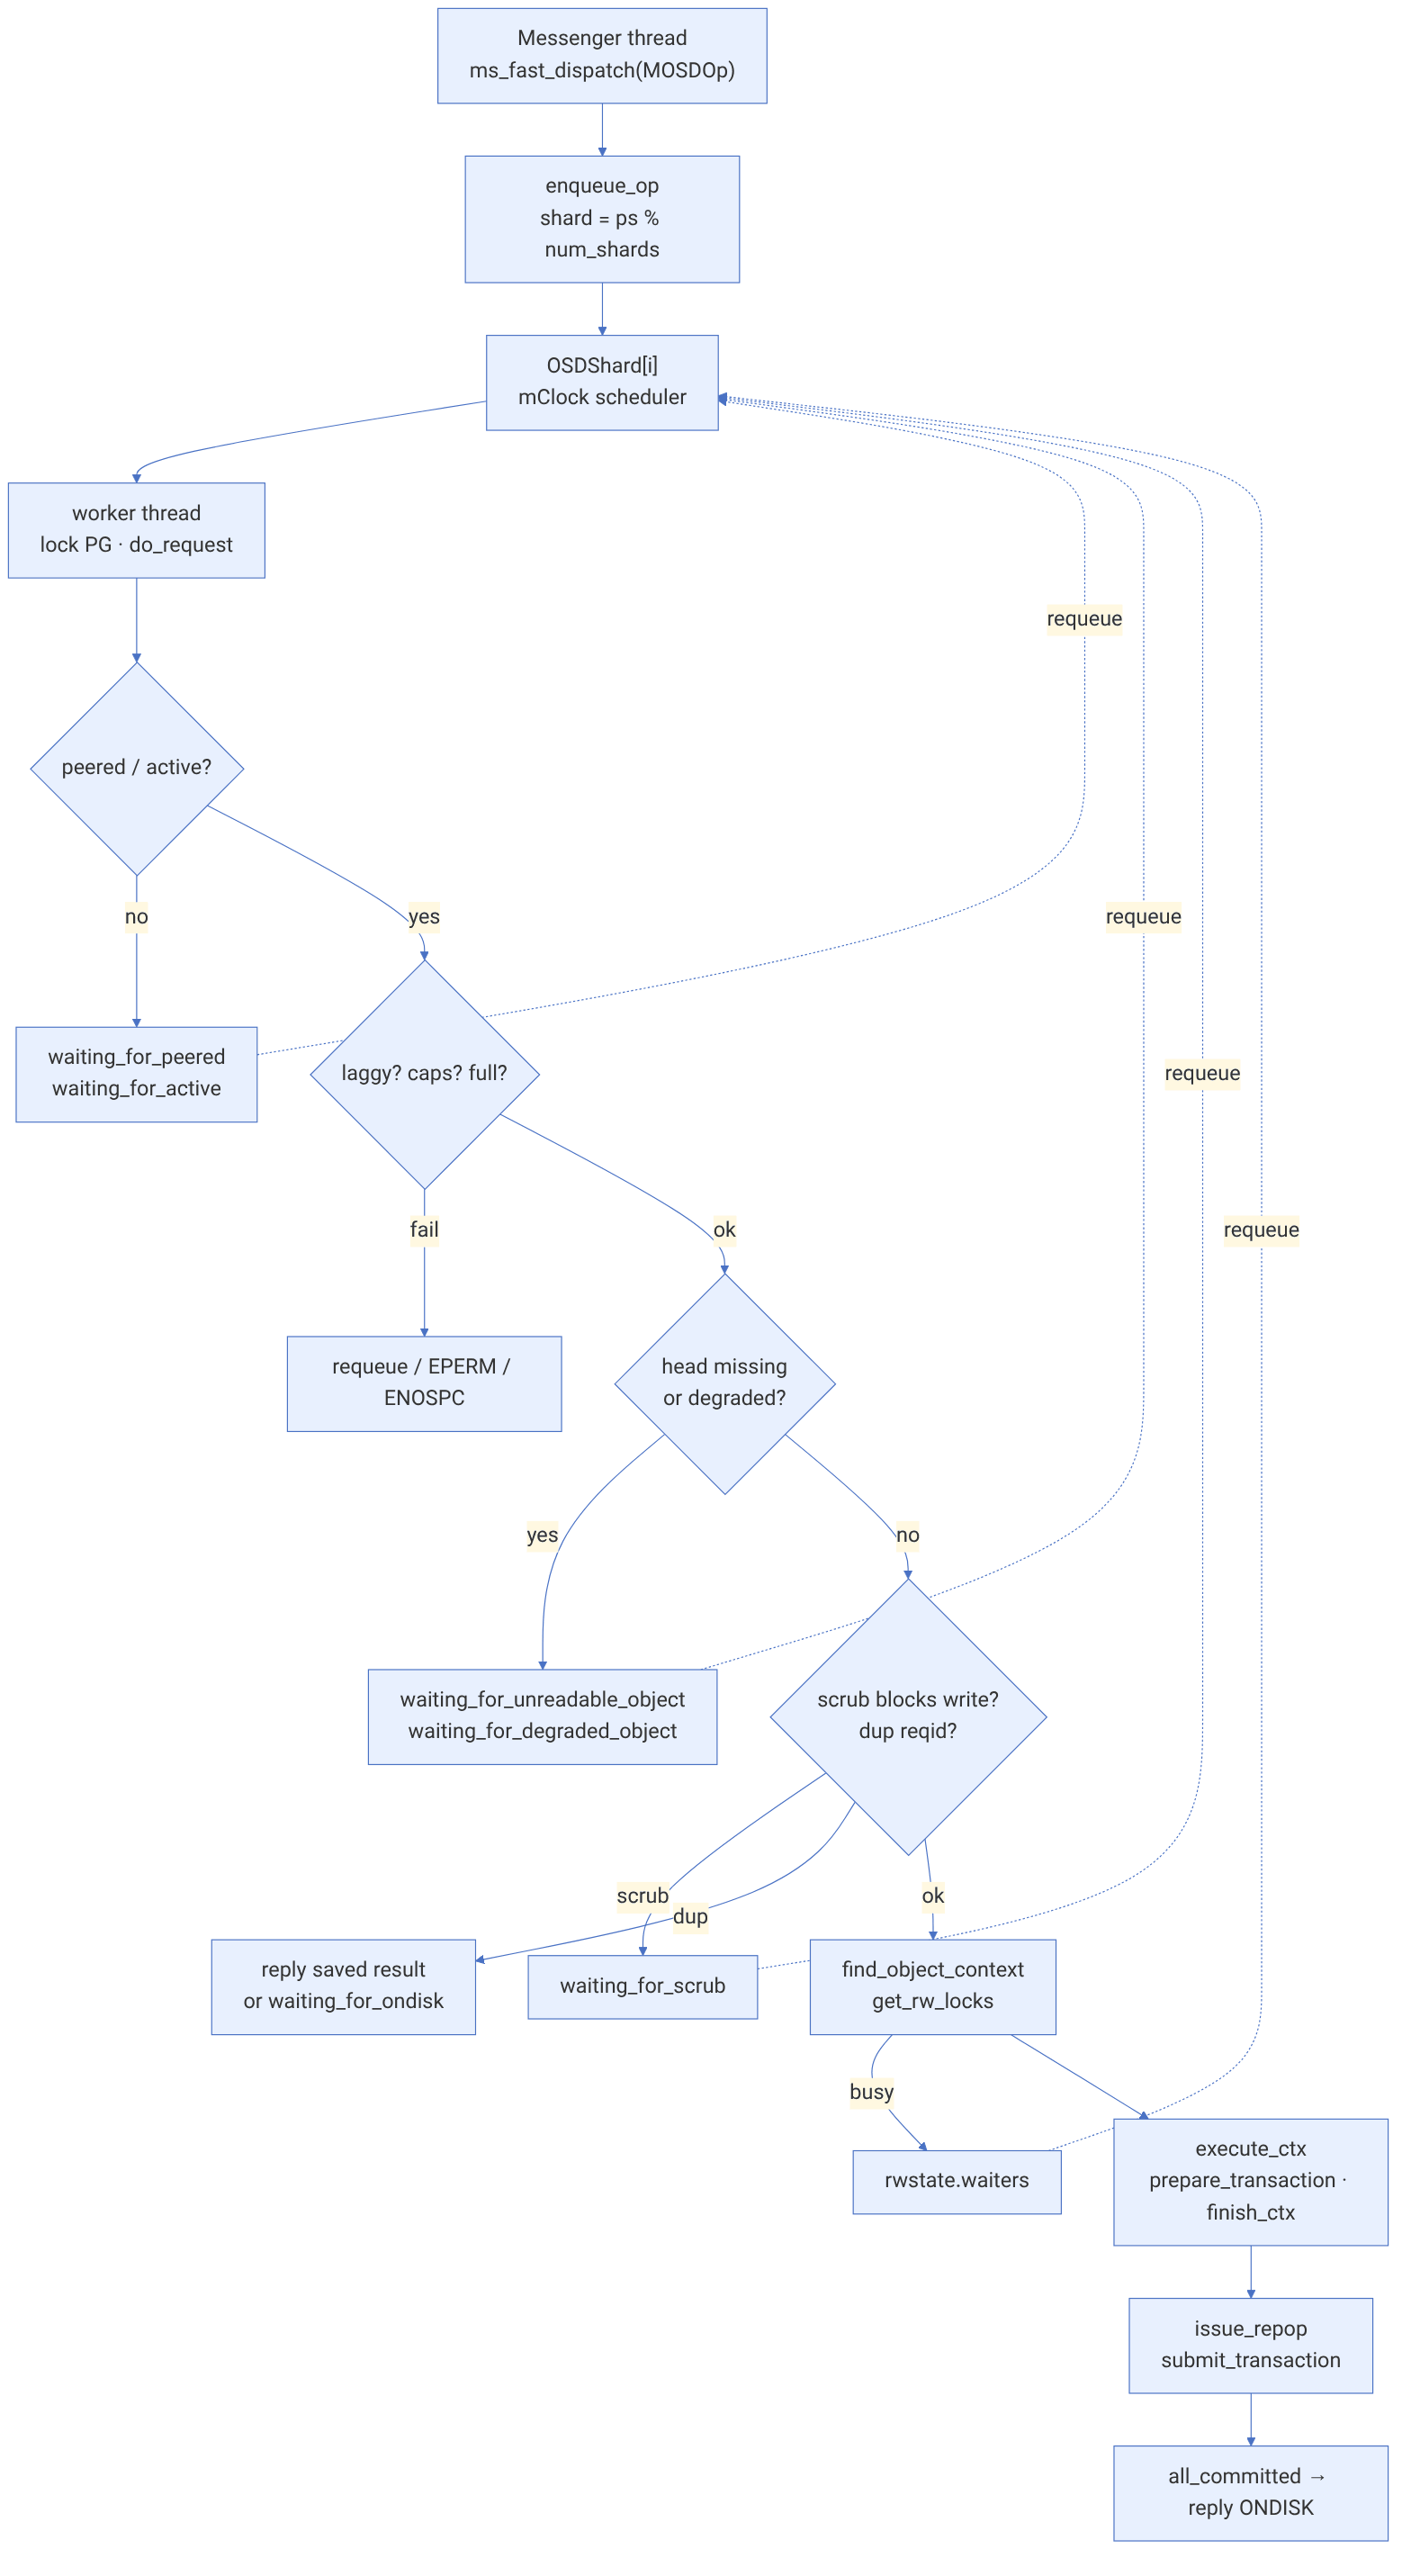 Messenger thread
ms_fast_dispatch(MOSDOp)
enqueue_op
shard = ps %
num_shards
OSDShard[i]
mClock scheduler
worker thread
lock PG · do_request
requeue
peered / active?
no
yes
requeue
waiting_for_peered
waiting_for_active
laggy? caps? full?
requeue
fail
ok
requeue
requeue / EPERM /
ENOSPC
head missing
or degraded?
yes
no
waiting_for_unreadable_object
waiting_for_degraded_object
scrub blocks write?
dup reqid?
scrub
dup
ok
reply saved result
or waiting_for_ondisk
waiting_for_scrub
find_object_context
get_rw_locks
busy
rwstate.waiters
execute_ctx
prepare_transaction ·
finish_ctx
issue_repop
submit_transaction
all_committed →
reply ONDISK